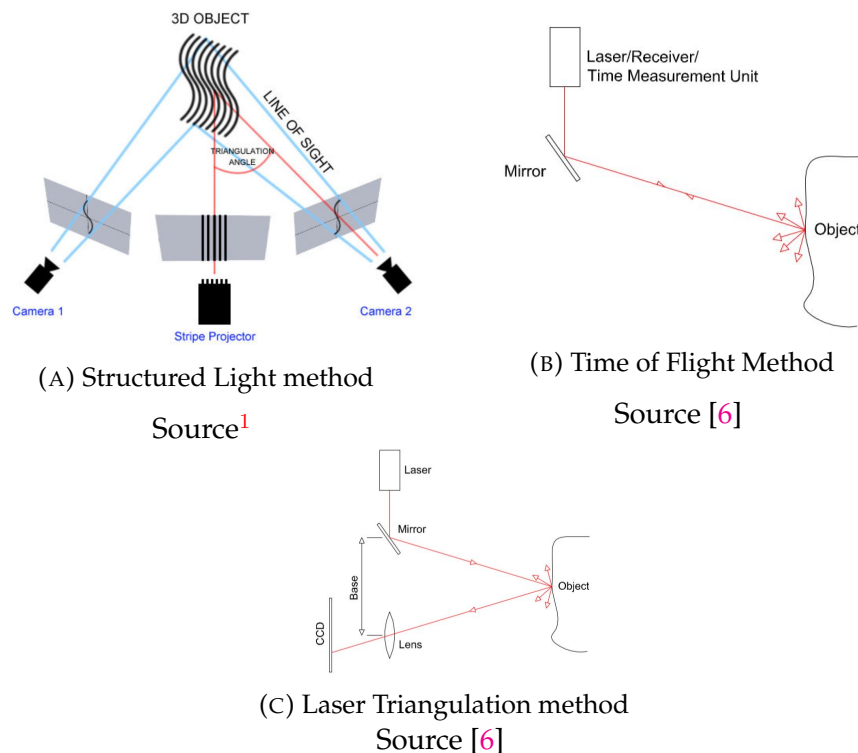 3D OBJECT
LINE OF SIGHT
TRIANGULATION
ANGLE
Camera 1
Camera 2
Stripe Projector
(A) Structured Light method
Source1
Laser/Receiver/
Time Measurement Unit
Mirror
Object
(B) Time of Flight Method
Source [6]
Laser
Mirror
Base
Object
CCD
Lens
(C) Laser Triangulation method
Source [6]